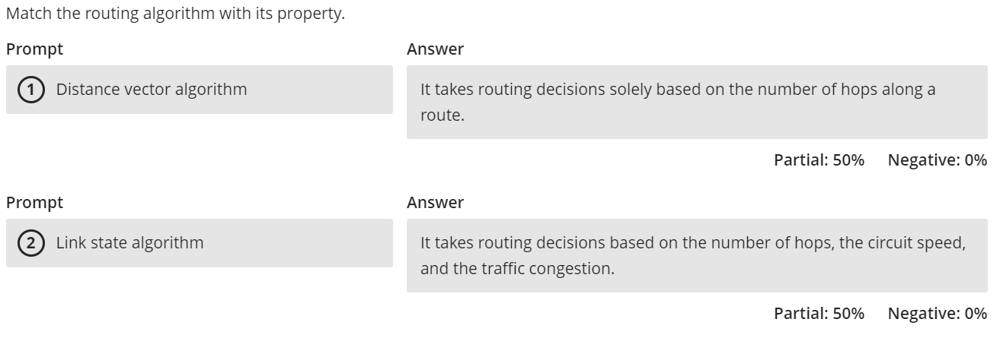 Match the routing algorithm with its property.
Prompt
Answer
1 Distance vector algorithm
It takes routing decisions solely based on the number of hops along a
route.
Partial: 50% Negative: 0%
Prompt
Answer
2 Link state algorithm
It takes routing decisions based on the number of hops, the circuit speed,
and the traffic congestion.
Partial: 50% Negative: 0%